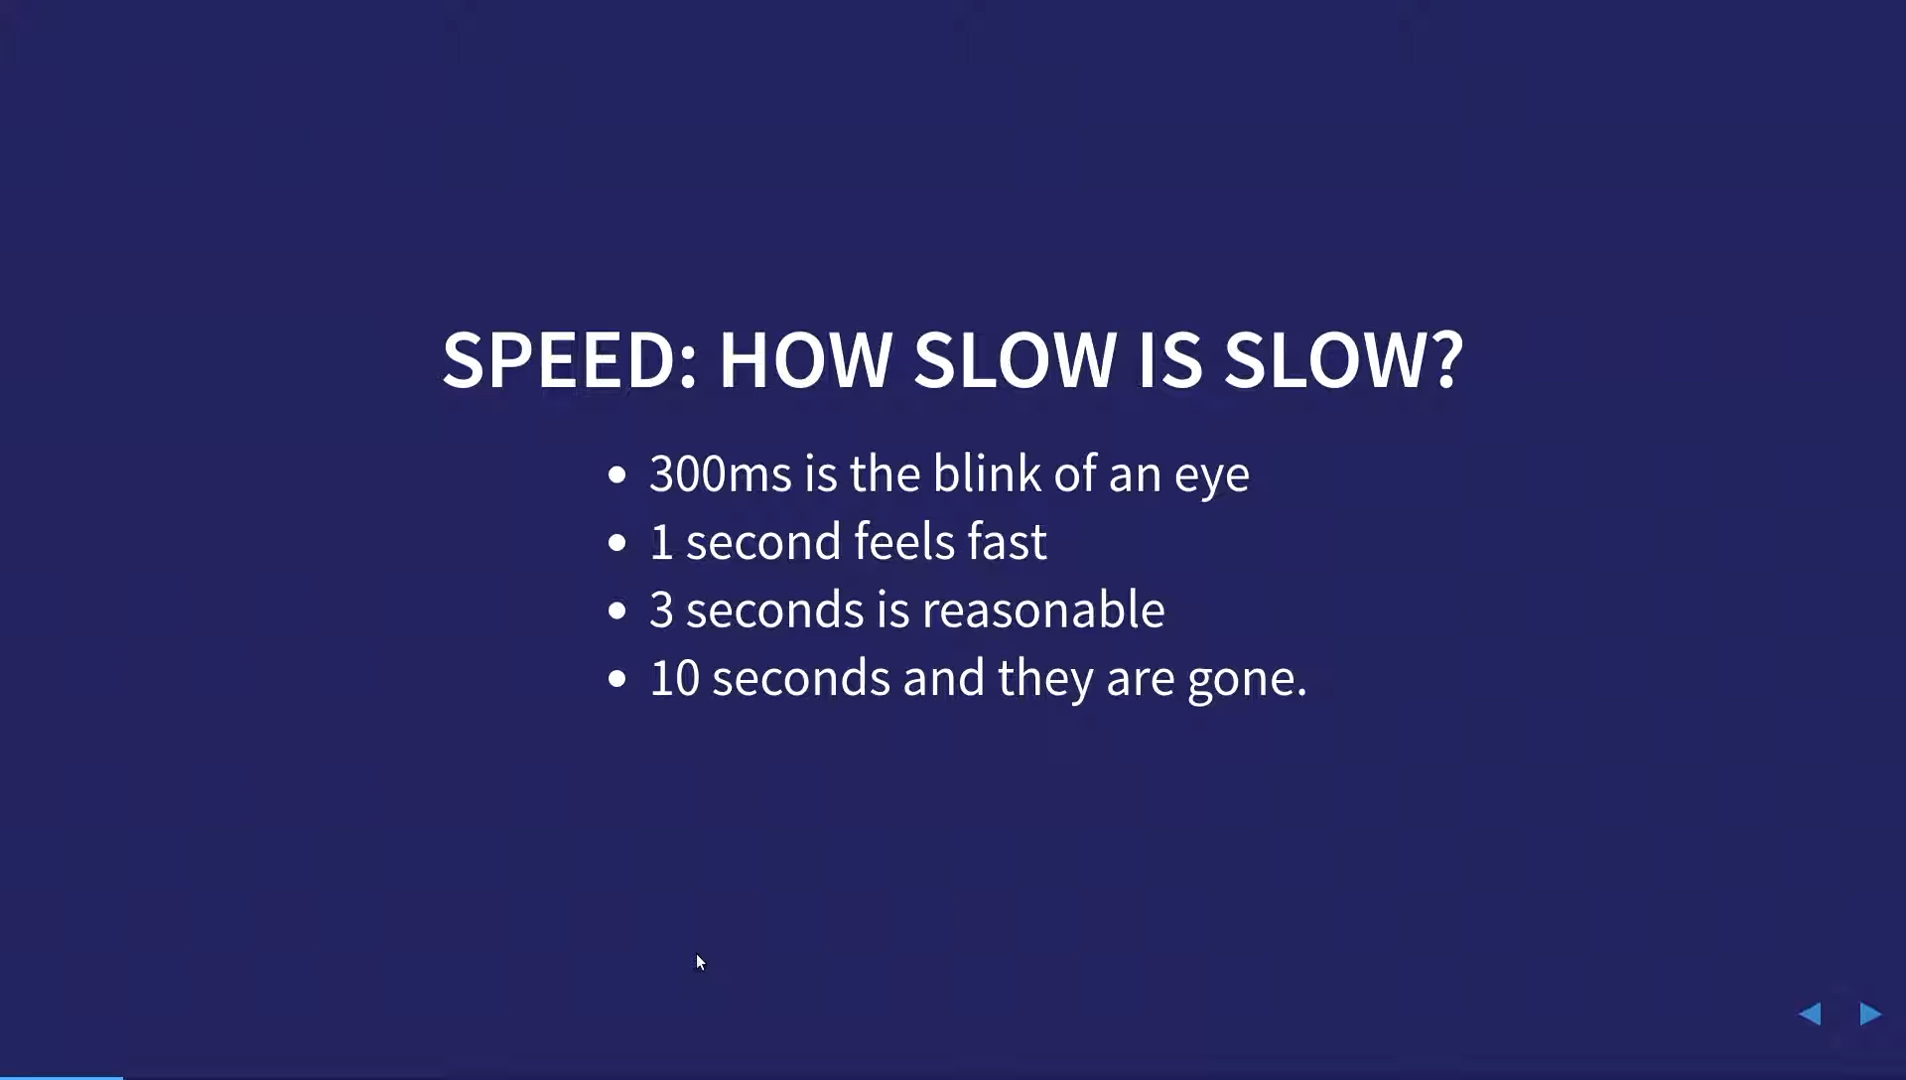 SPEED: HOW SLOW IS SLOW?
300ms is the blink of an eye
1 second feels fast
3 seconds is reasonable
10 seconds and they are gone.